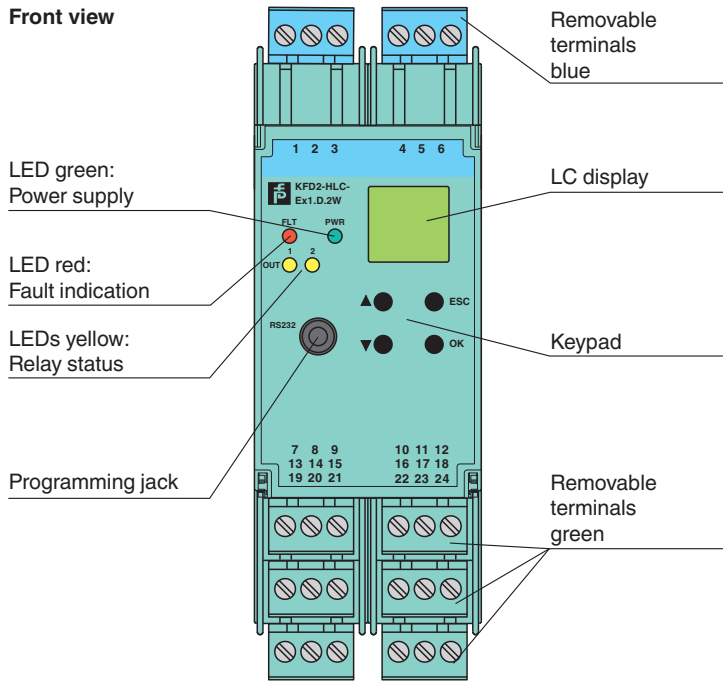 Front view
Removable
terminals
blue
1 2 3
4 5 6
LED green:
Power supply
KFD2-HLC-
Ex1.D.2W
LC display
FLT
PWR
1
2
OUT
LED red:
Fault indication
ESC
RS232
LEDs yellow:
Relay status
OK
Keypad
7 8 9
10 11 12
13 14 15
16 17 18
19 20 21
22 23 24
Programming jack
Removable
terminals
green